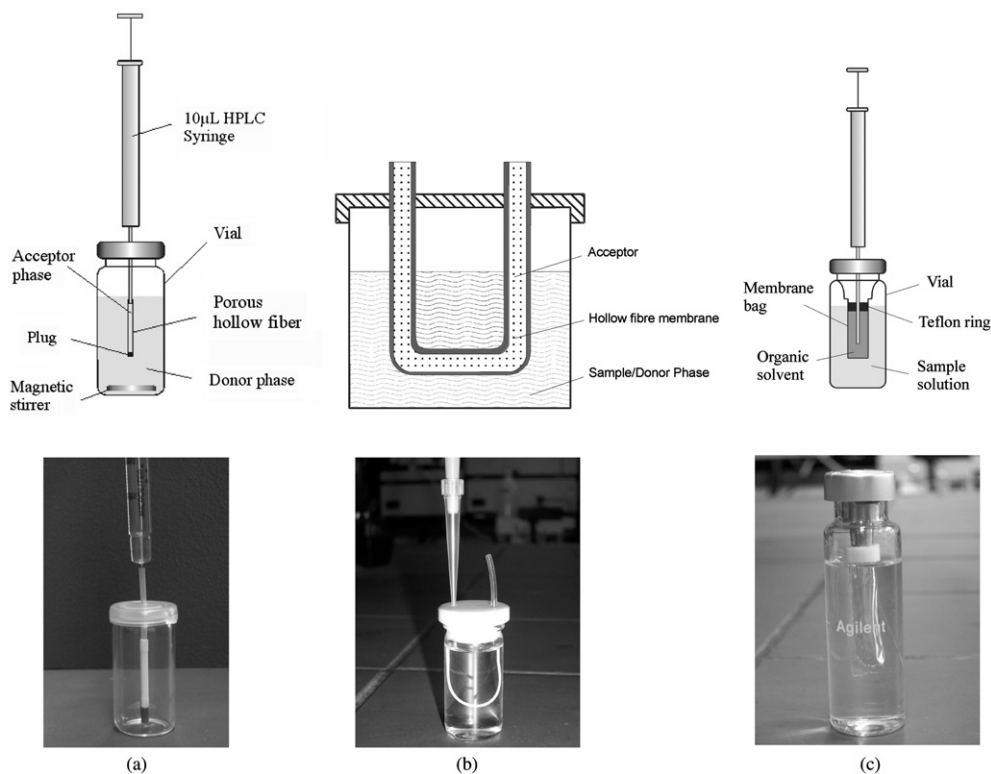 10µL HPLC
Syringe
Vial
Acceptor
phase
Porous
hollow fiber
Plug
Donor phase
Magnetic
stirrer
Acceptor
Hollow fibre membrane
Sample/Donor Phase
Membrane
bag
Vial
Teflon ring
Organic
solvent
Sample
solution
Agilent
(a)
(b)
(c)